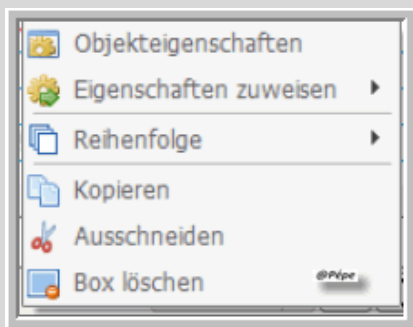 Objekteigenschaften
Eigenschaften zuweisen
Reihenfolge
Kopieren
Ausschneiden
Box löschen
@Pépe